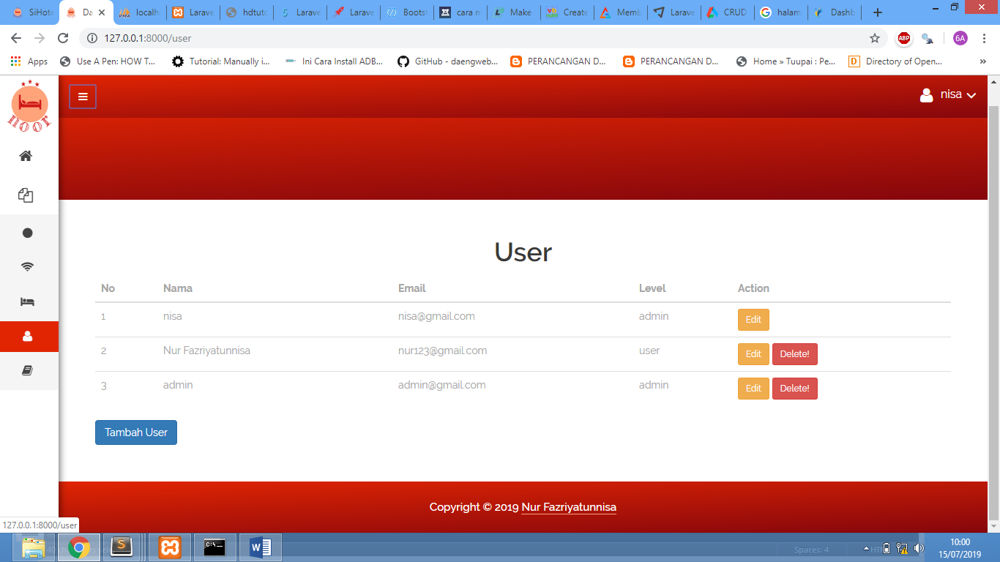 SiHote
Da
localh
Larave
hdtuto
Larave
Larave
Boots
cara m
Make
Create
Memb
Larave
CRUD
halam
Dashb
127.0.0.1:8000/user
ABP
6A
Apps
Use A Pen: HOW T...
Tutorial: Manually i...
Ini Cara Install ADB...
GitHub - daengweb...
PERANCANGAN D...
PERANCANGAN D...
Home » Tuupai : Pe...
Directory of Open...
noor
nisa
User
No Nama Email Level Action
1 nisa nisa@gmail.com admin Edit
2 Nur Fazriyatunnisa nur123@gmail.com user Edit Delete!
3 admin admin@gmail.com admin Edit Delete!
Tambah User
Copyright © 2019 Nur Fazriyatunnisa
127.0.0.1:8000/user
Spaces: 4
10:00
15/07/2019